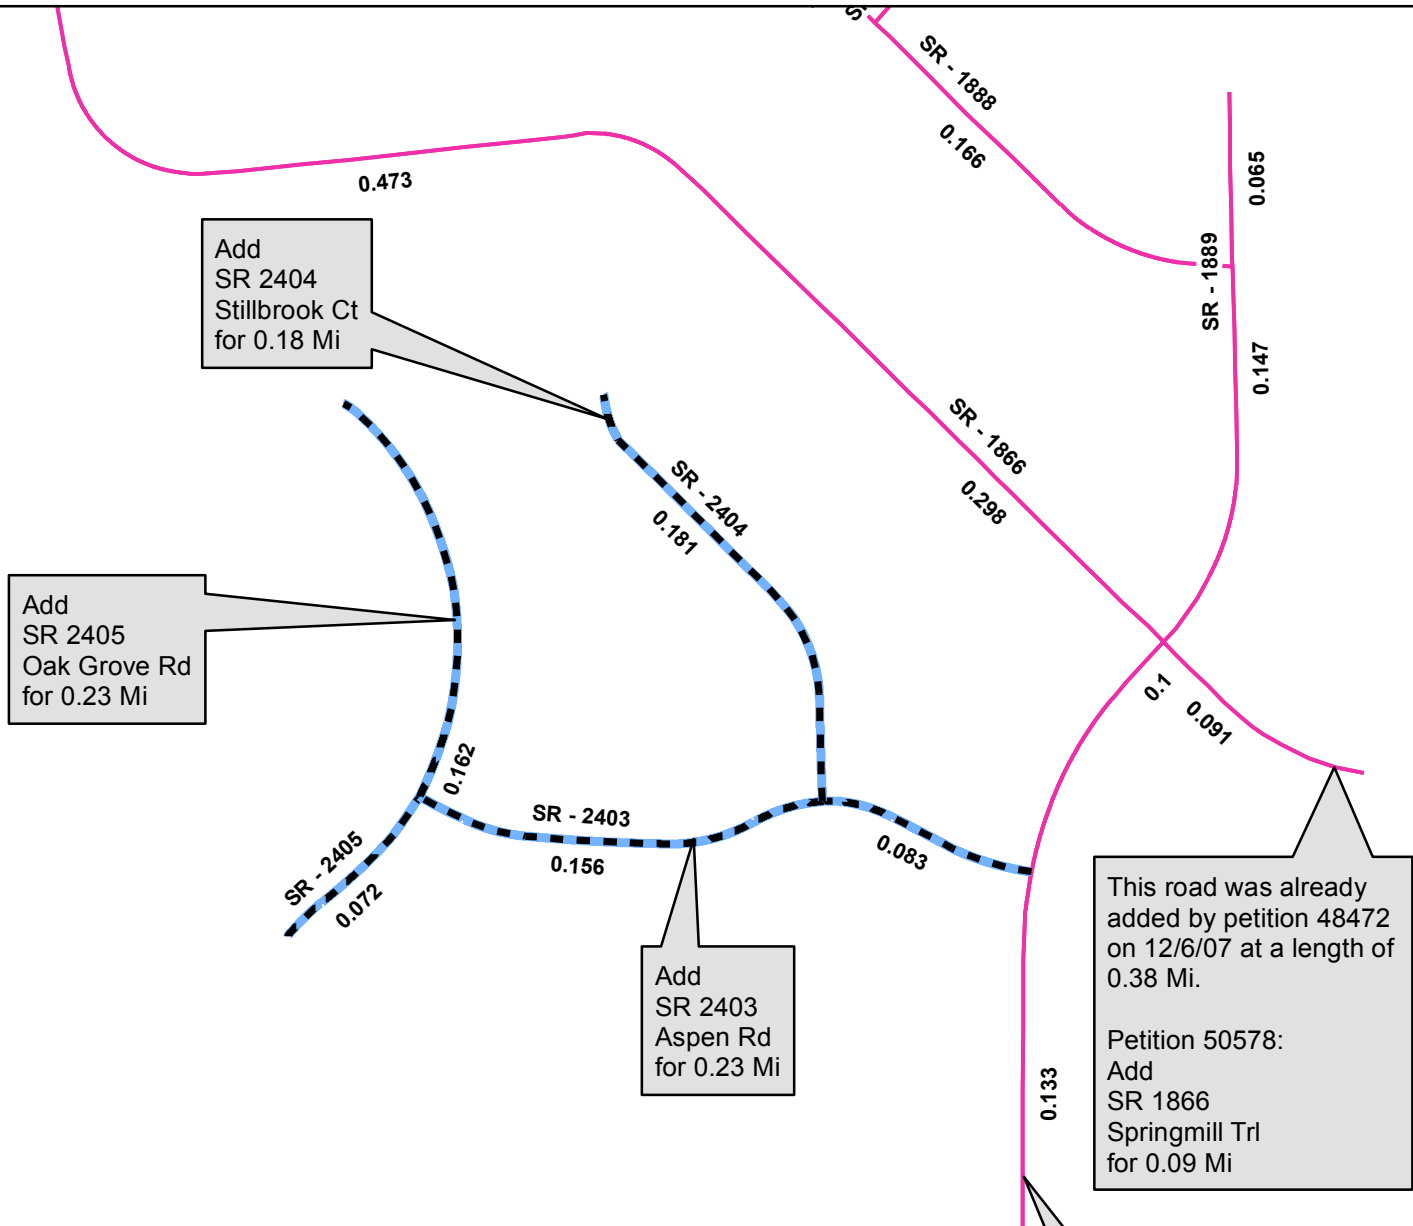 SR - 1888
0.166
0.065
SR - 1889
0.147
0.473
Add
SR 2404
Stillbrook Ct
for 0.18 Mi
SR - 1866
0.298
SR - 2404
0.181
Add
SR 2405
Oak Grove Rd
for 0.23 Mi
0.1
0.091
0.162
SR - 2403
0.156
0.083
SR - 2405
0.072
Add
SR 2403
Aspen Rd
for 0.23 Mi
This road was already
added by petition 48472
on 12/6/07 at a length of
0.38 Mi.
Petition 50578:
Add
SR 1866
Springmill Trl
for 0.09 Mi
0.133